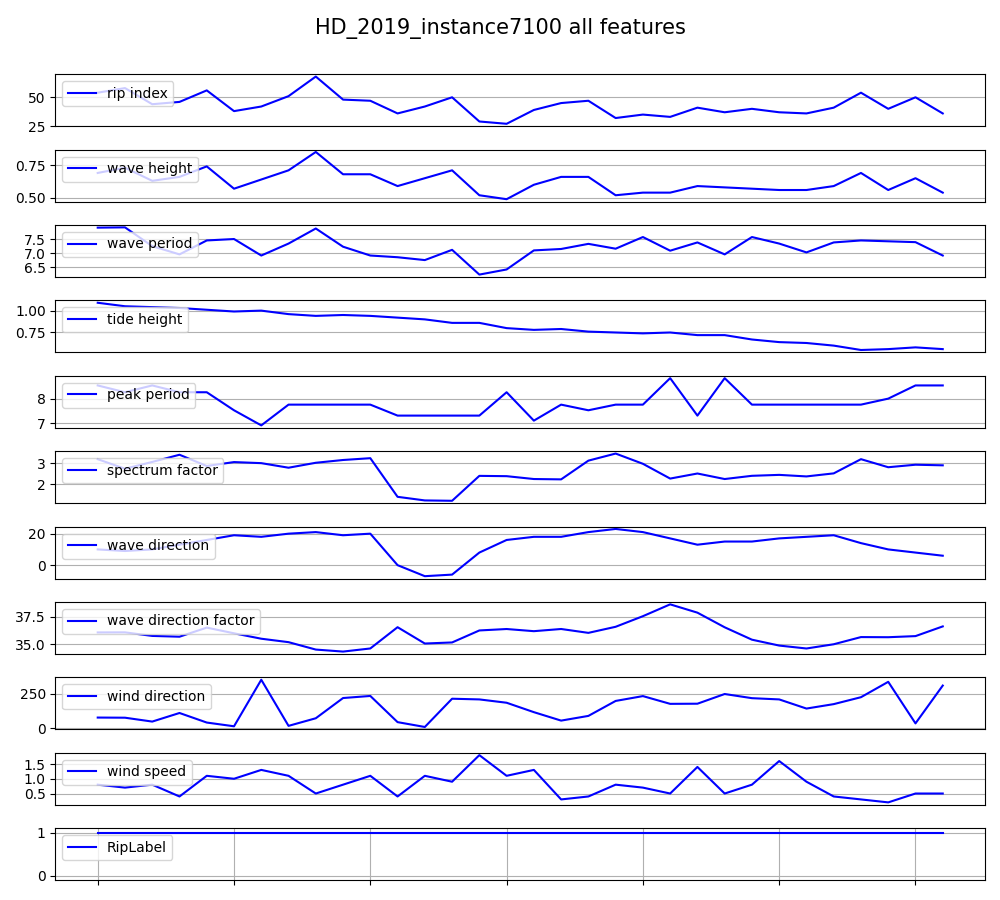 HD_2019_instance7100 all features
rip index
50
25
wave height
0.75
0.50
wave period
7.5
7.0
6.5
tide height
1.00
0.75
peak period
8
7
spectrum factor
3
2
wave direction
20
0
wave direction factor
37.5
35.0
wind direction
250
0
wind speed
1.5
1.0
0.5
RipLabel
1
0